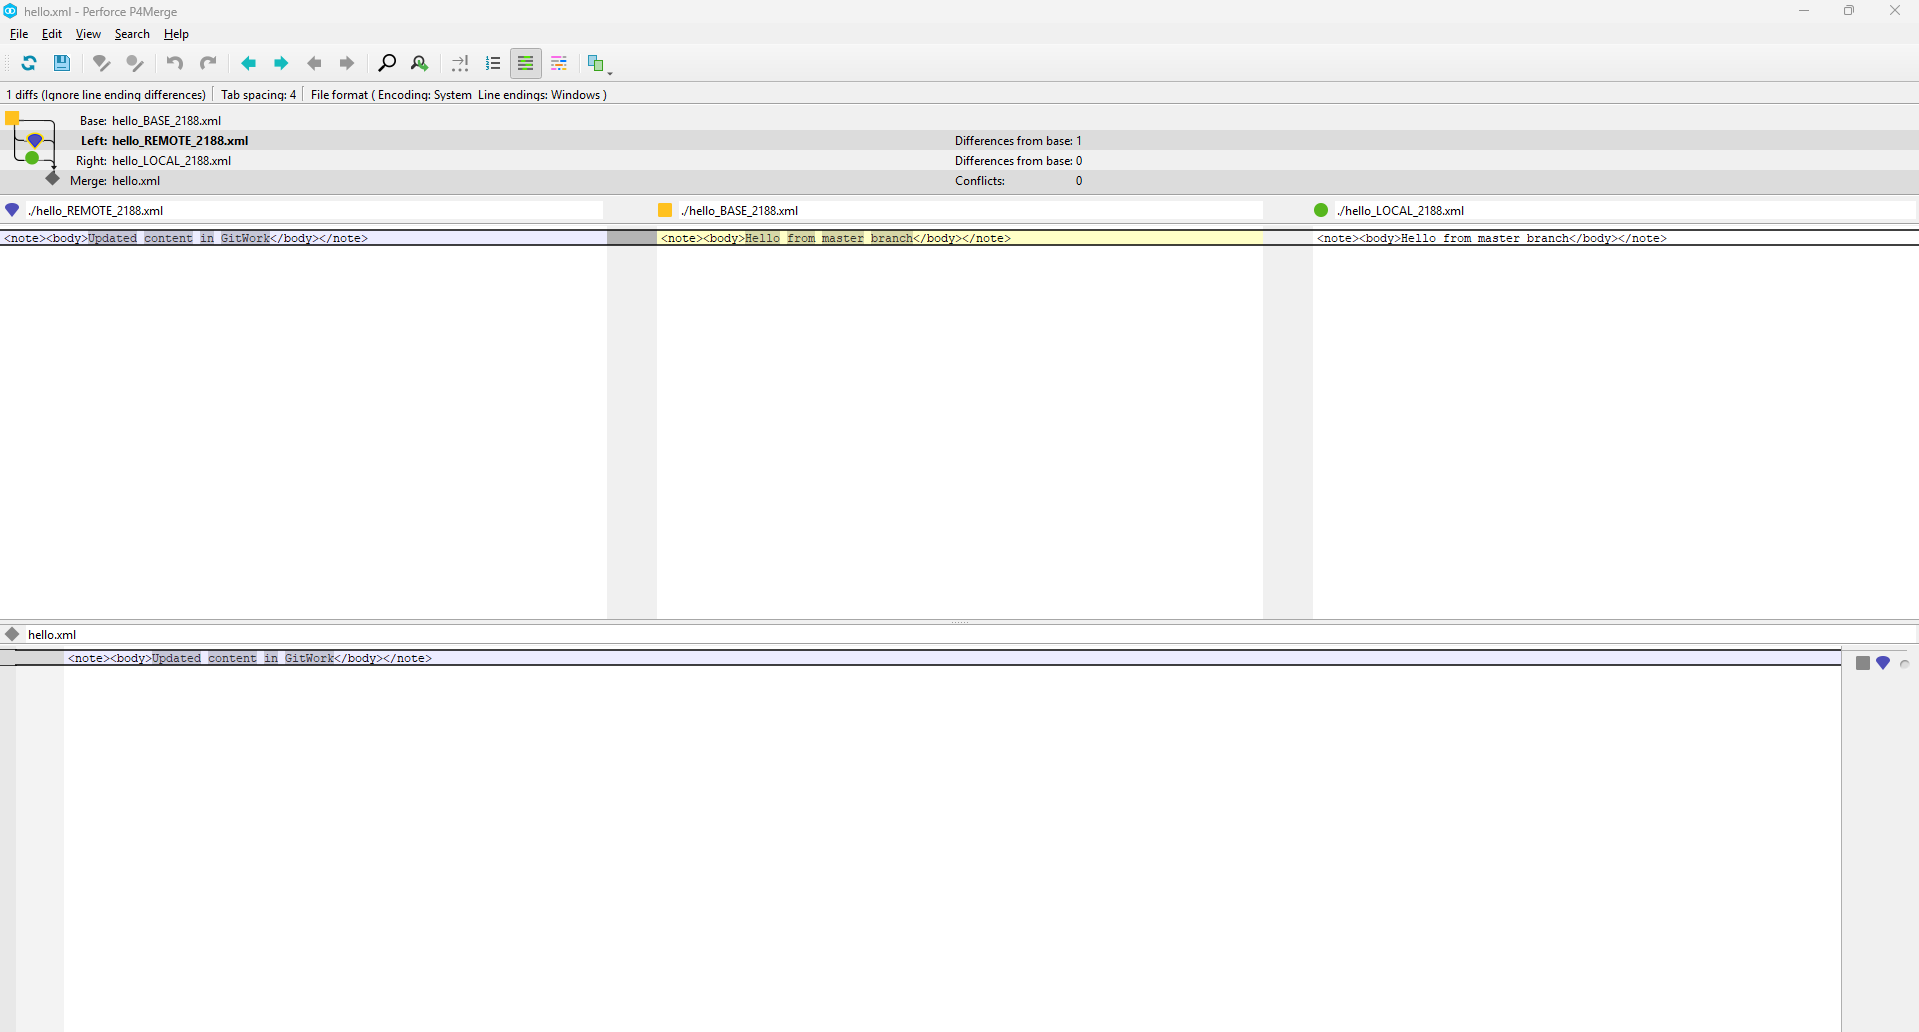 hello.xml - Perforce P4Merge
File Edit View Search Help
1 diffs (Ignore line ending differences) Tab spacing: 4 File format ( Encoding: System Line endings: Windows )
Base: hello_BASE_2188.xml
Left: hello_REMOTE_2188.xml Differences from base: 1
Right: hello_LOCAL_2188.xml Differences from base: 0
Merge: hello.xml Conflicts: 0
./hello_REMOTE_2188.xml ./hello_BASE_2188.xml ./hello_LOCAL_2188.xml
<note><body>Updated content in GitWork</body></note> <note><body>Hello from master branch</body></note> <note><body>Hello from master branch</body></note>
hello.xml
<note><body>Updated content in GitWork</body></note>